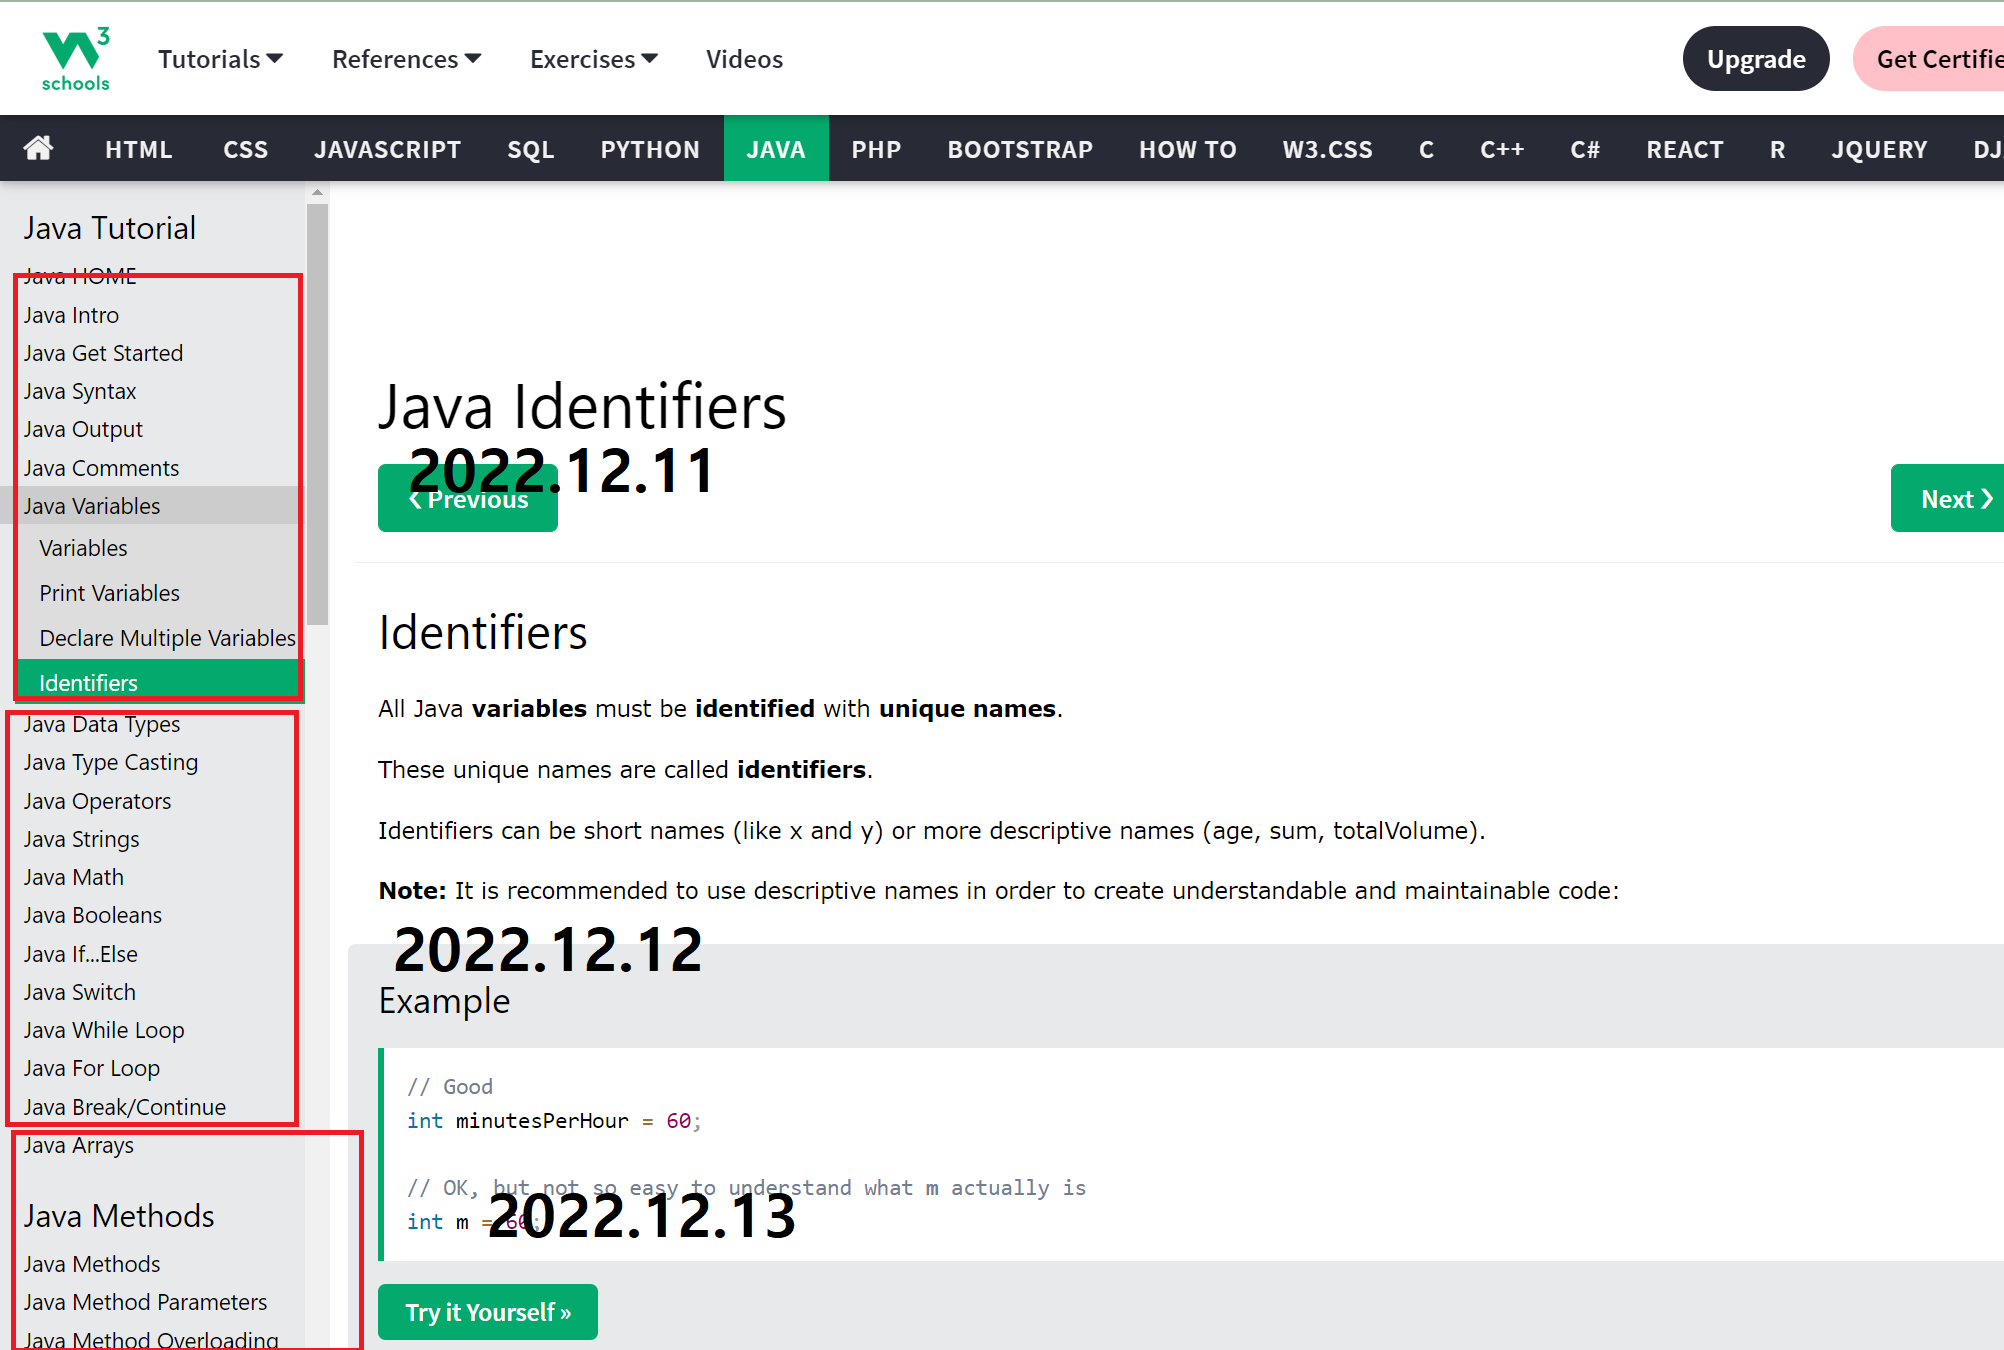 3
schools
Tutorials
References
Exercises
Videos
Upgrade
Get Certifie
HTML
CSS
JAVASCRIPT
SQL
PYTHON
JAVA
PHP
BOOTSTRAP
HOW TO
W3.CSS
C
C++
C#
REACT
R
JQUERY
DJ
Java Tutorial
Java HOME
Java Intro
Java Get Started
Java Syntax
Java Output
Java Comments
Java Variables
Variables
Print Variables
Declare Multiple Variables
Identifiers
Java Data Types
Java Type Casting
Java Operators
Java Strings
Java Math
Java Booleans
Java If...Else
Java Switch
Java While Loop
Java For Loop
Java Break/Continue
Java Arrays
Java Methods
Java Methods
Java Method Parameters
Java Method Overloading
Java Identifiers
2022.12.11
❮ Previous
Next ❯
Identifiers
All Java variables must be identified with unique names.
These unique names are called identifiers.
Identifiers can be short names (like x and y) or more descriptive names (age, sum, totalVolume).
Note: It is recommended to use descriptive names in order to create understandable and maintainable code:
2022.12.12
Example
// Good
int minutesPerHour = 60;
// OK, but not so easy to understand what m actually is
int m = 60;
2022.12.13
Try it Yourself »